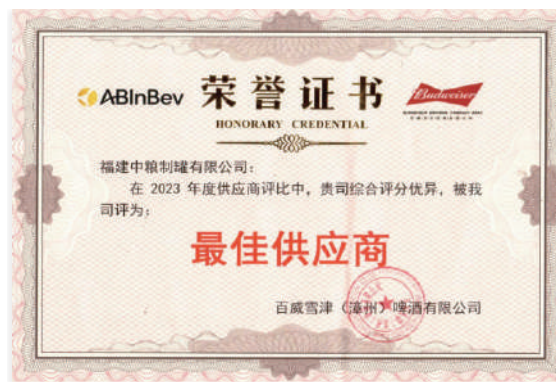 ABInBev
荣誉证书
Budweiser
HONORARY CREDENTIAL
福建中粮制罐有限公司：
在 2023 年度供应商评比中，贵司综合评分优异，被我
司评为：
最佳供应商
百威雪津（漳州）啤酒有限公司